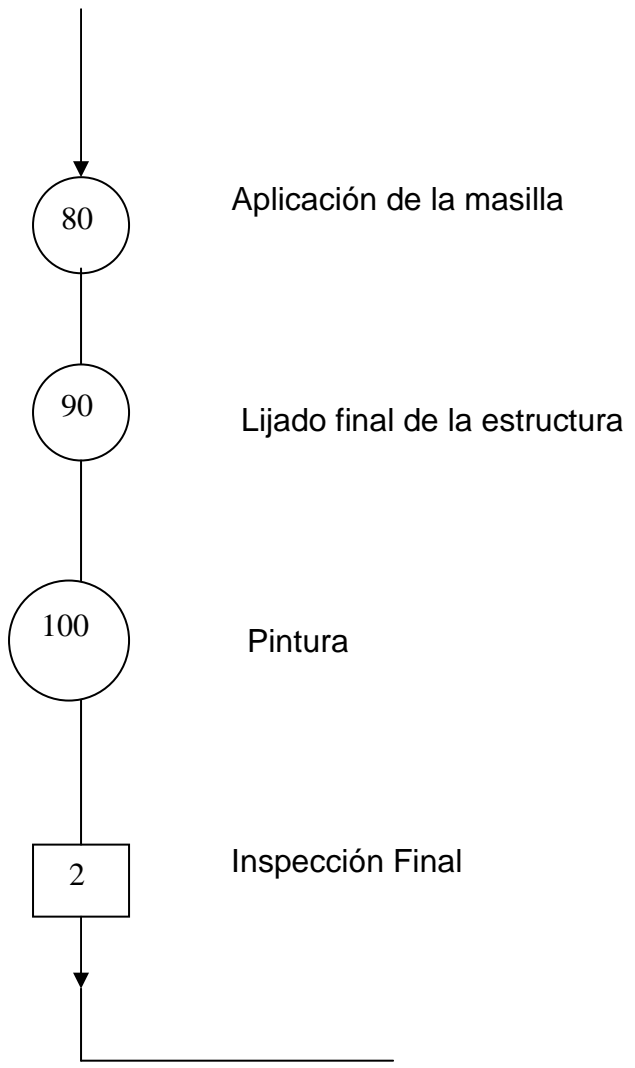 80
Aplicación de la masilla
90
Lijado final de la estructura
100
Pintura
2
Inspección Final